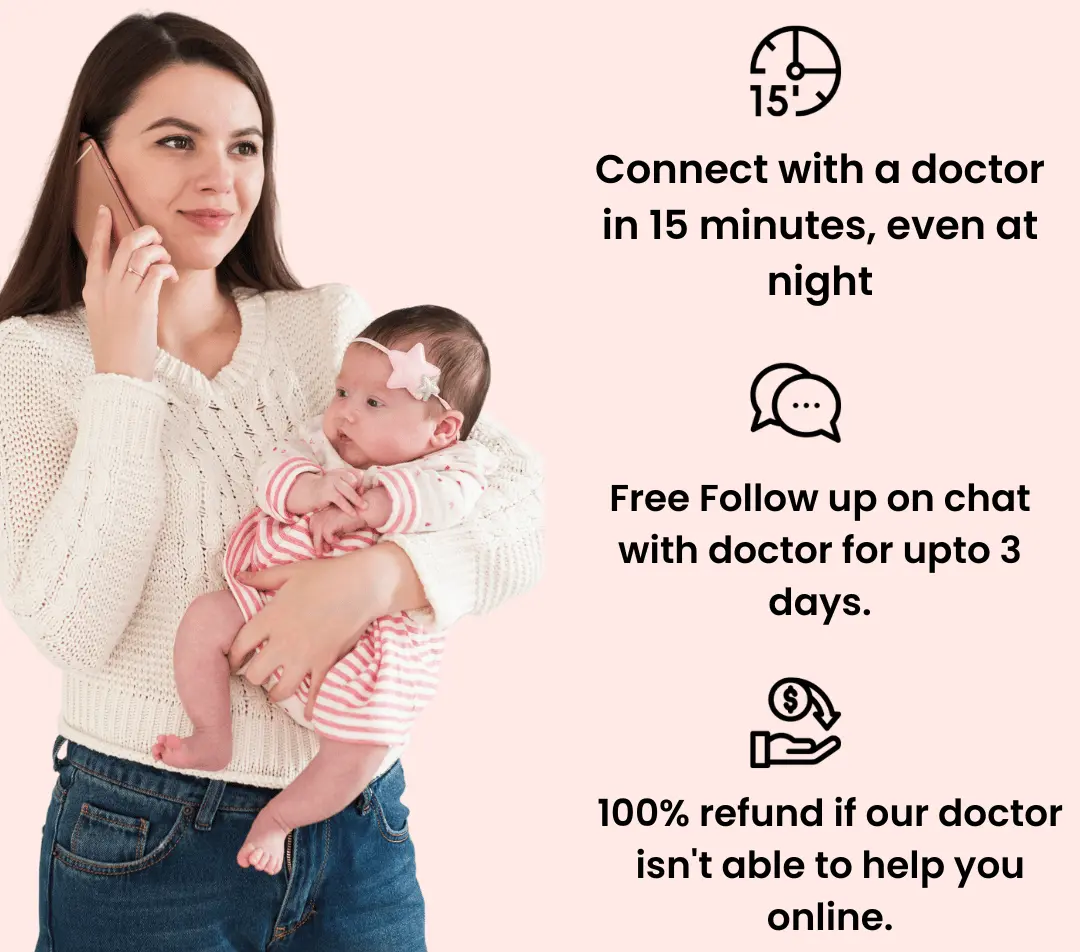 15'
Connect with a doctor
in 15 minutes, even at
night
Free Follow up on chat
with doctor for upto 3
days.
$
100% refund if our doctor
isn't able to help you
online.